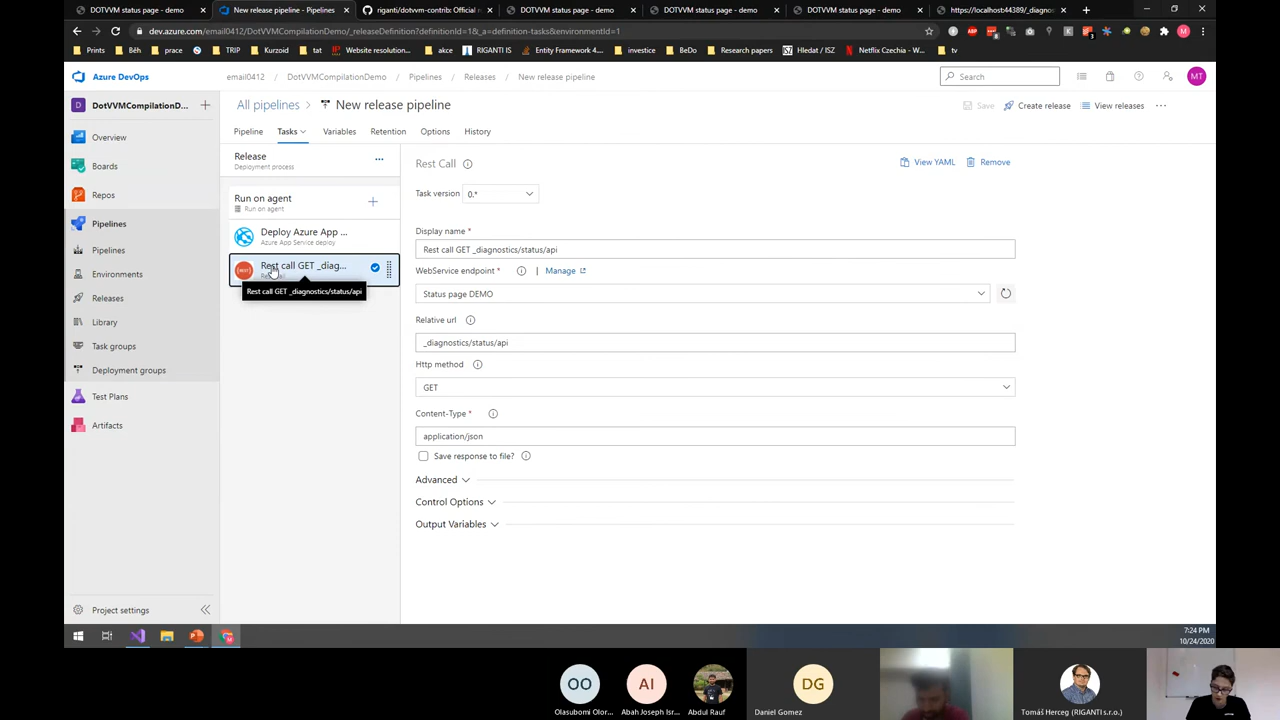 DOTVVM status page - demo
New release pipeline - Pipelines
riganti/dotvvm-contrib: Official r
DOTVVM status page - demo
DOTVVM status page - demo
DOTVVM status page - demo
https://localhost44389/_diagnos
dev.azure.com/email0412/DotVVMCompilationDemo/_releaseDefinition?definitionId=1&_a=definition-tasks&environmentId=1
Prints
Běh
prace
TRIP
Kurzoid
tat
Website resolution...
akce
RIGANTI IS
Entity Framework 4....
investice
BeDo
Research papers
Hledat / ISZ
Netflix Czechia - W...
tv
Azure DevOps
email0412
DotVVMCompilationDemo
Pipelines
Releases
New release pipeline
Search
MT
D
DotVVMCompilationD...
Overview
Boards
Repos
Pipelines
Pipelines
Environments
Releases
Library
Task groups
Deployment groups
Test Plans
Artifacts
Project settings
All pipelines
New release pipeline
Save
Create release
View releases
Pipeline
Tasks
Variables
Retention
Options
History
Release
Deployment process
Run on agent
Run on agent
Deploy Azure App ...
Azure App Service deploy
Rest call GET _diag...
Rest call GET _diagnostics/status/api
Rest Call
View YAML
Remove
Task version
0.*
Display name *
Rest call GET _diagnostics/status/api
WebService endpoint *
Manage
Status page DEMO
Relative url
_diagnostics/status/api
Http method
GET
Content-Type *
application/json
Save response to file?
Advanced
Control Options
Output Variables
7:24 PM
10/24/2020
OO
Olasubomi Olor...
AI
Abah Joseph Isr...
Abdul Rauf
DG
Daniel Gomez
Tomáš Herceg (RIGANTI s.r.o.)